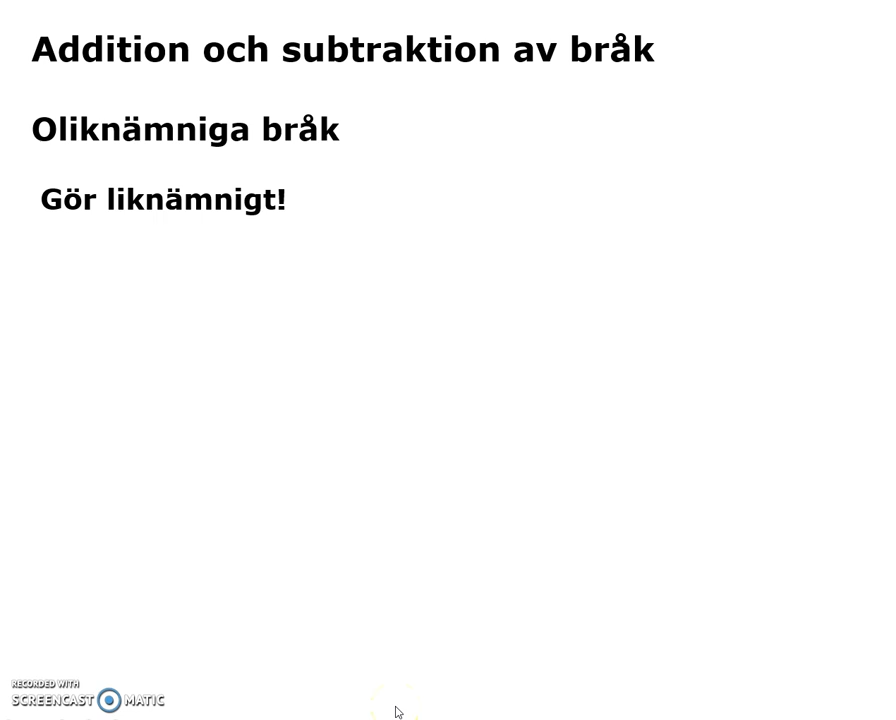 Addition och subtraktion av bråk
Oliknämniga bråk
Gör liknämnigt!
RECORDED WITH
SCREENCAST MATIC